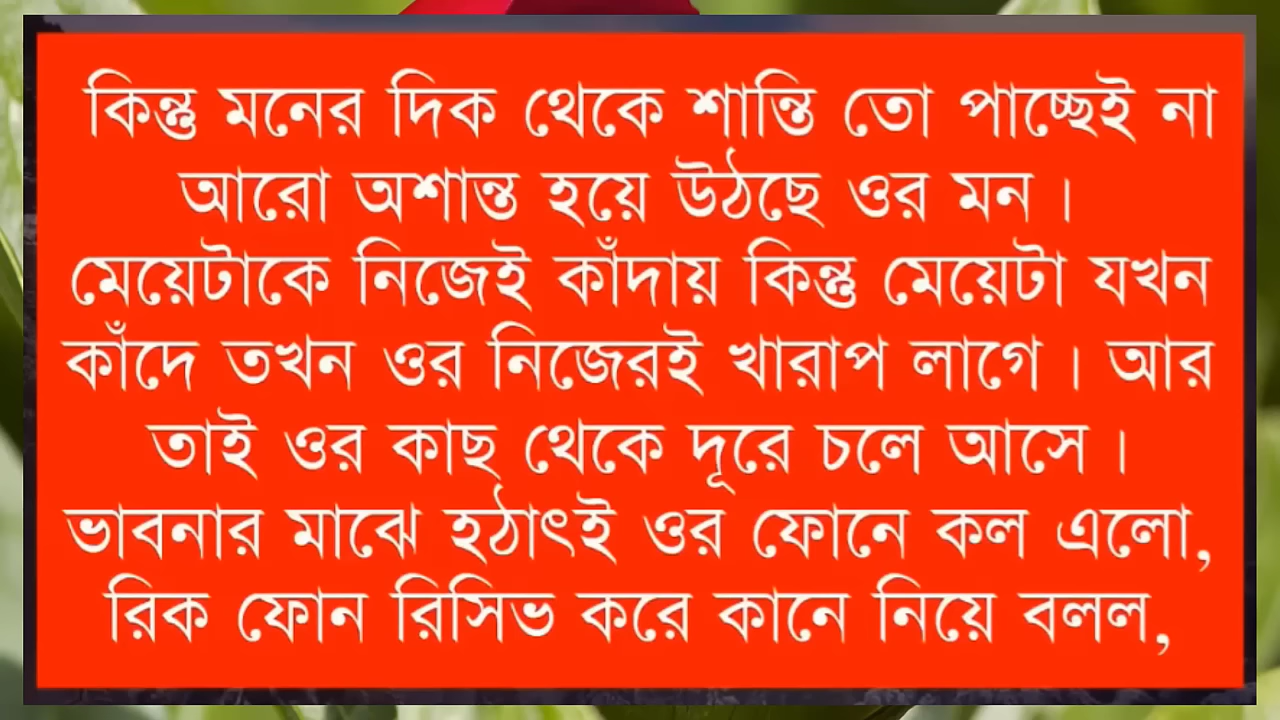 কিন্তু মনের দিক থেকে শান্তি তো পাচ্ছেই না
আরো অশান্ত হয়ে উঠছে ওর মন।
মেয়েটাকে নিজেই কাঁদায় কিন্তু মেয়েটা যখন
কাঁদে তখন ওর নিজেরই খারাপ লাগে। আর
তাই ওর কাছ থেকে দূরে চলে আসে।
ভাবনার মাঝে হঠাৎই ওর ফোনে কল এলো,
রিক ফোন রিসিভ করে কানে নিয়ে বলল,